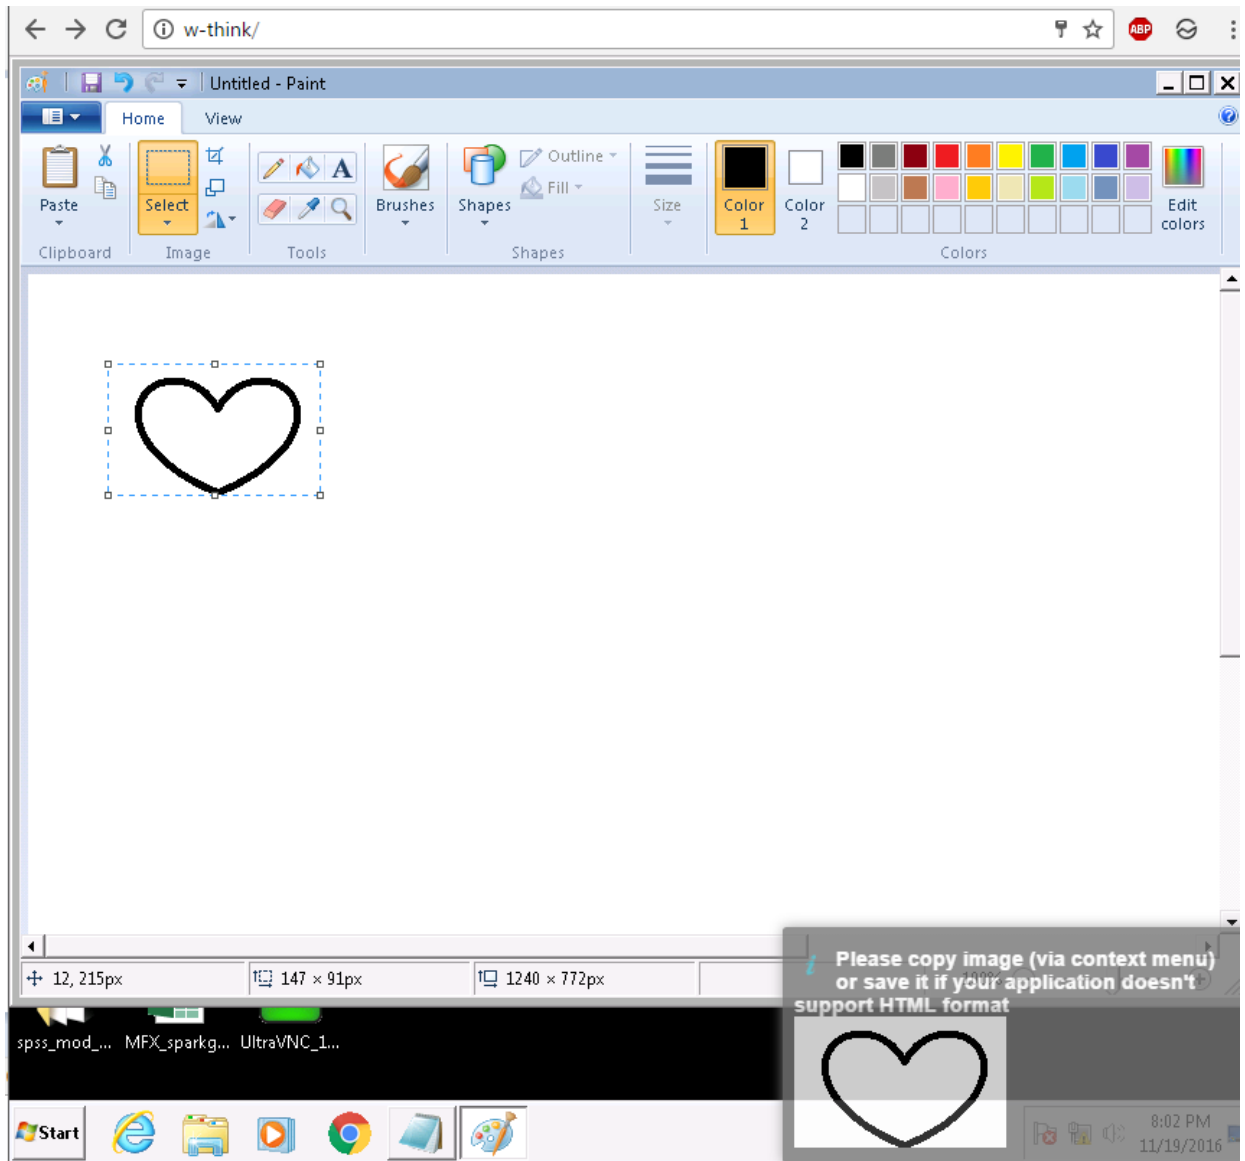 w-think/
ABP
Untitled - Paint
Home View
Paste
Select
A
Brushes
Shapes
Outline
Fill
Size
Color 1
Color 2
Edit colors
Clipboard Image Tools Shapes Colors
12, 215px 147 × 91px 1240 × 772px
Please copy image (via context menu)
or save it if your application doesn't
support HTML format
spss_mod_... MFX_sparkg... UltraVNC_1...
Start
8:02 PM
11/19/2016